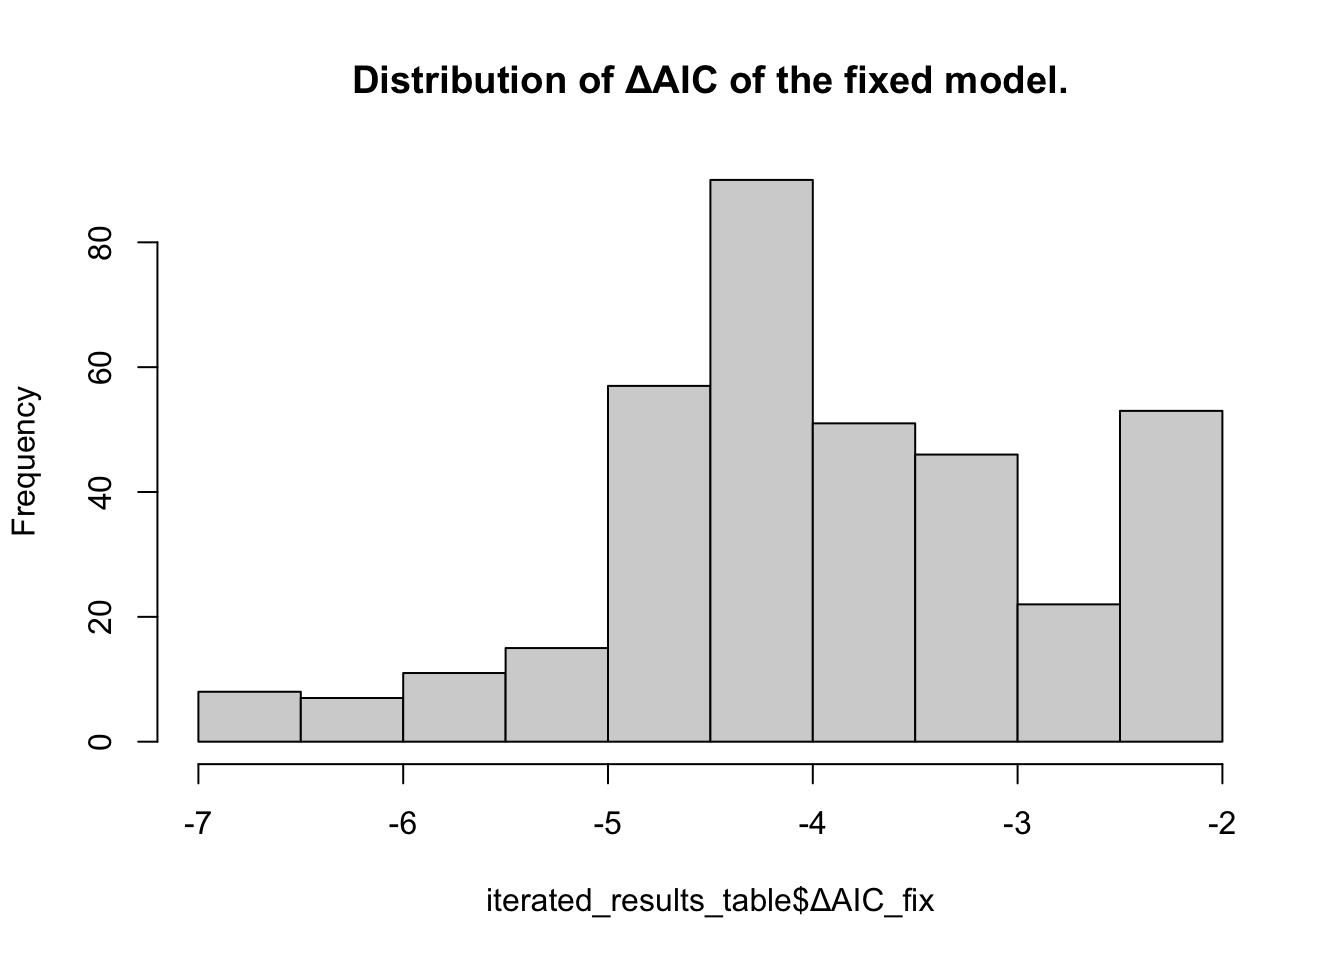 Distribution of ΔAIC of the fixed model.
Frequency
80
60
40
20
0
-7 -6 -5 -4 -3 -2
iterated_results_table$ΔAIC_fix